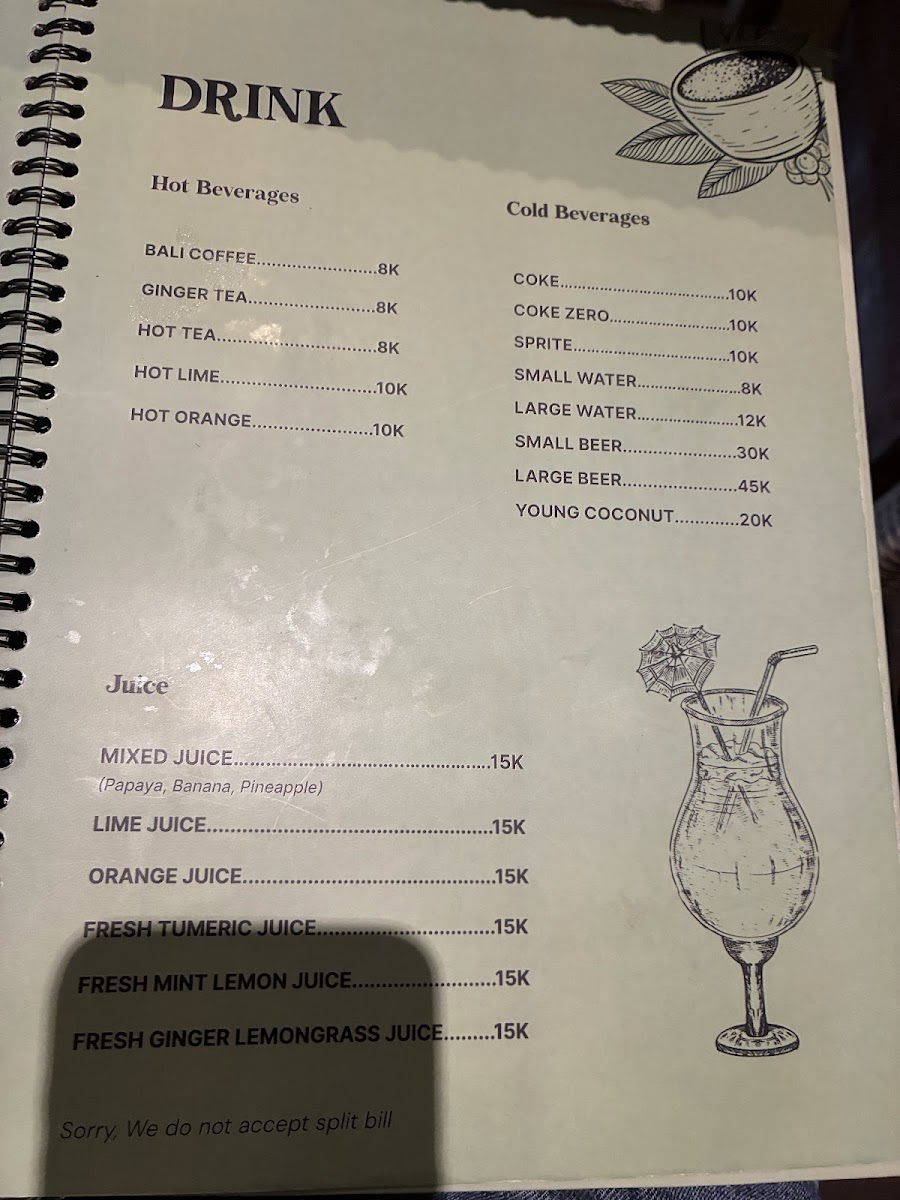 DRINK
Hot Beverages
BALI COFFEE........................8K
GINGER TEA.........................8K
HOT TEA..............................8K
HOT LIME.............................10K
HOT ORANGE......................10K
Cold Beverages
COKE......................................10K
COKE ZERO...........................10K
SPRITE...................................10K
SMALL WATER......................8K
LARGE WATER......................12K
SMALL BEER.........................30K
LARGE BEER.........................45K
YOUNG COCONUT.............20K
Juice
MIXED JUICE................................................15K
(Papaya, Banana, Pineapple)
LIME JUICE.................................................15K
ORANGE JUICE...........................................15K
FRESH TUMERIC JUICE..............................15K
FRESH MINT LEMON JUICE........................15K
FRESH GINGER LEMONGRASS JUICE.........15K
Sorry, We do not accept split bill